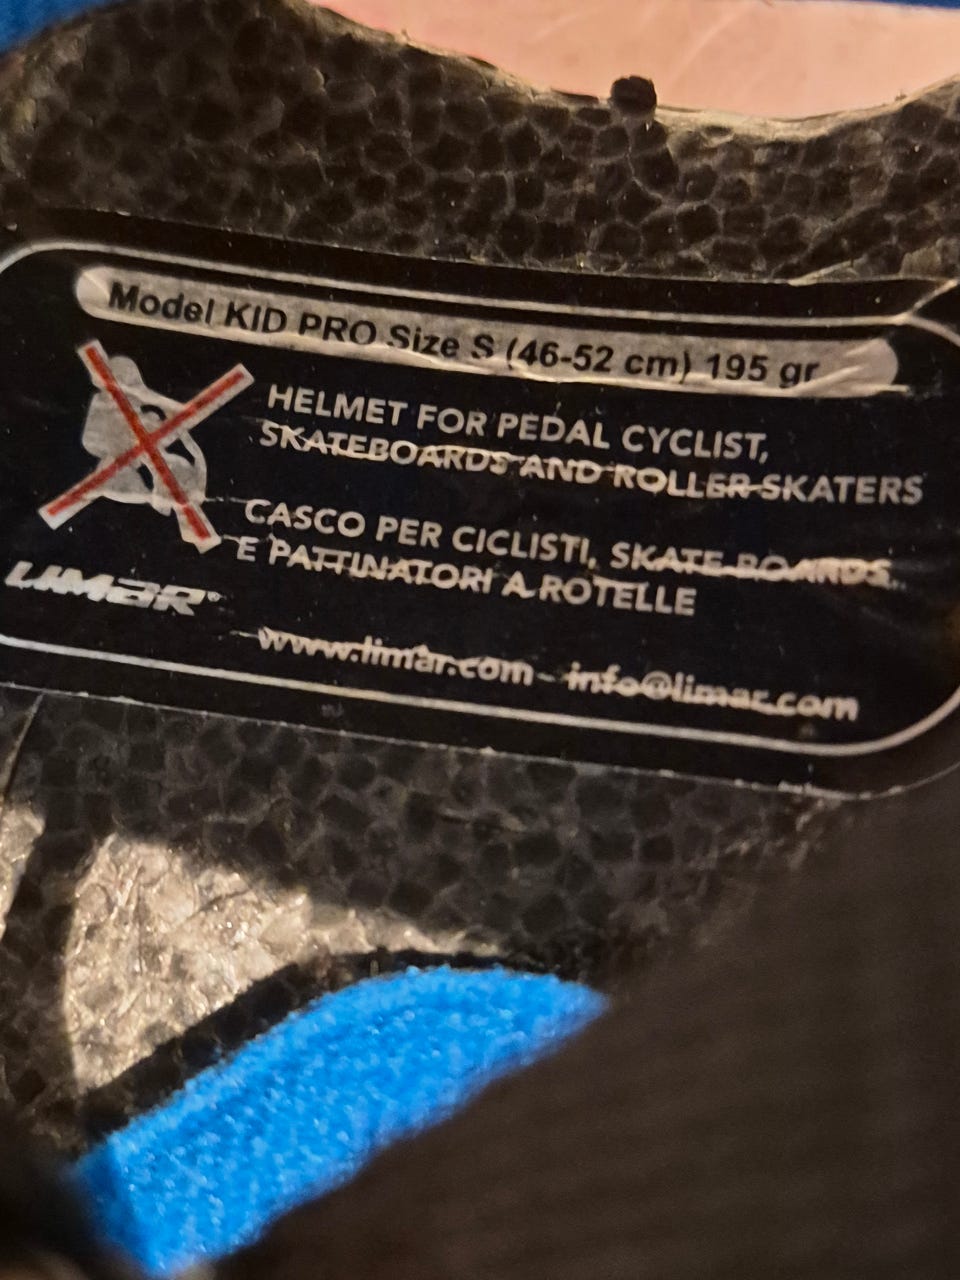 Model KID PRO Size S (46-52 cm) 195 gr
HELMET FOR PEDAL CYCLIST,
SKATEBOARDS AND ROLLER SKATERS
CASCO PER CICLISTI, SKATE BOARDS
E PATTINATORI A ROTELLE
LIMAR®
www.limar.com - info@limar.com